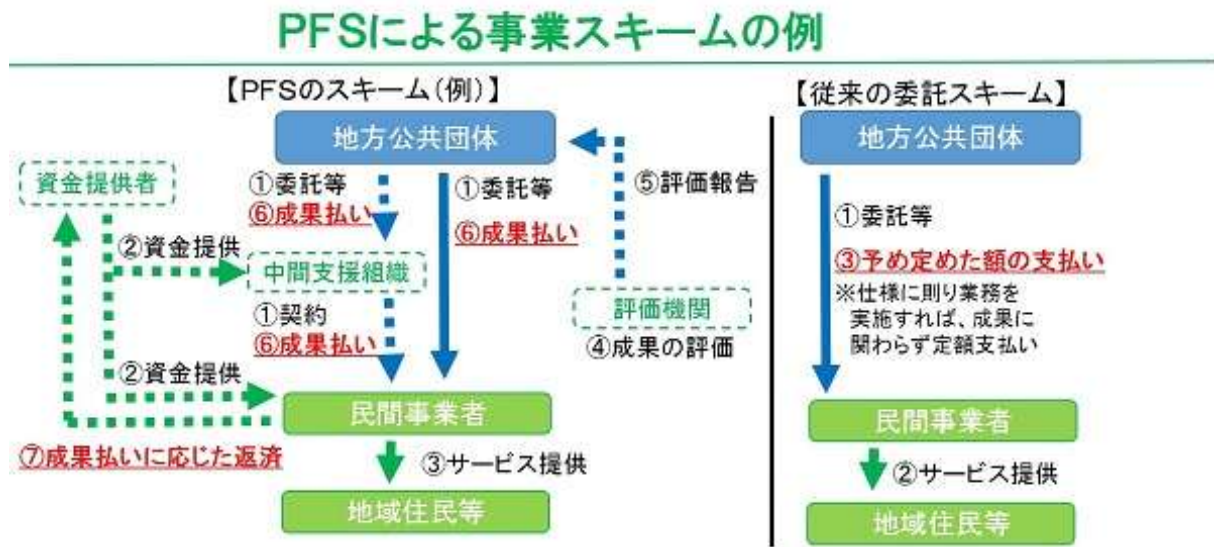 PFSによる事業スキームの例
【PFSのスキーム(例)】
地方公共団体
資金提供者
①委託等
⑥成果払い
①委託等
⑥成果払い
⑤評価報告
②資金提供
中間支援組織
①契約
⑥成果払い
評価機関
④成果の評価
②資金提供
民間事業者
⑦成果払いに応じた返済
③サービス提供
地域住民等
【従来の委託スキーム】
地方公共団体
①委託等
③予め定めた額の支払い
※仕様に則り業務を
実施すれば、成果に
関わらず定額支払い
民間事業者
②サービス提供
地域住民等